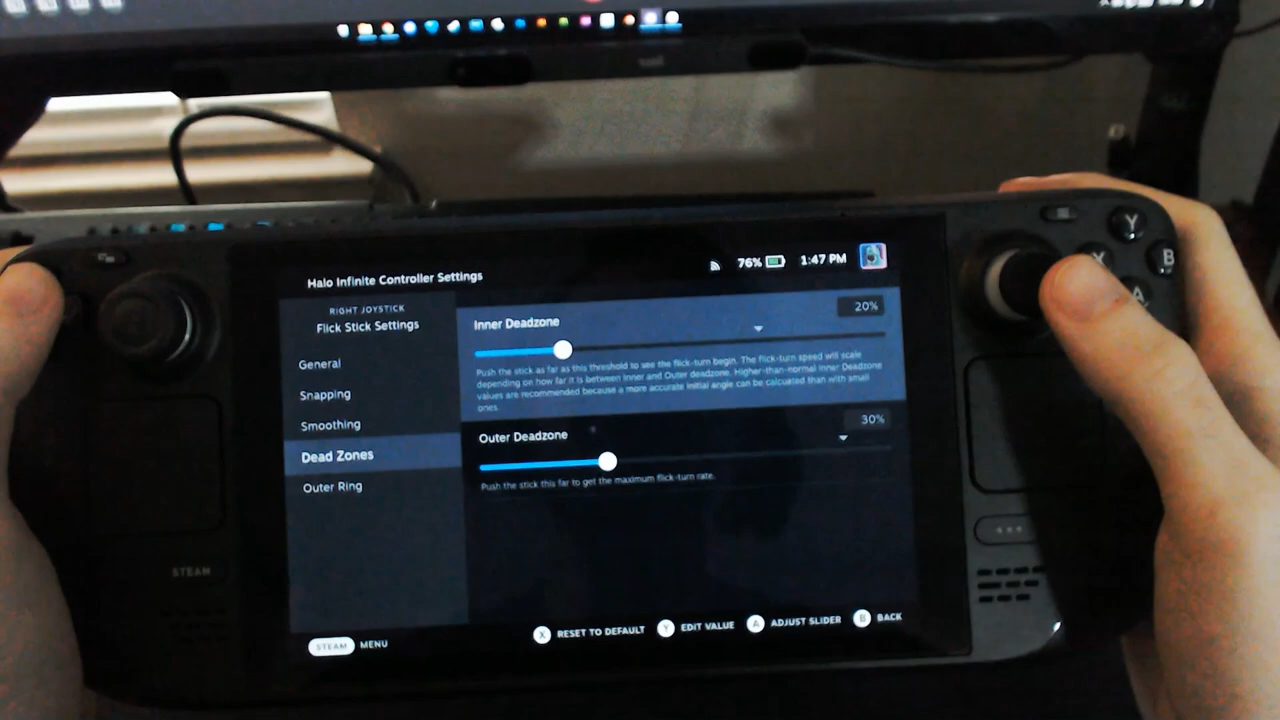 Halo Infinite Controller Settings
76%
1:47 PM
RIGHT JOYSTICK
Flick Stick Settings
General
Snapping
Smoothing
Dead Zones
Outer Ring
Inner Deadzone
20%
Push the stick as far as this threshold to see the flick-turn begin. The flick-turn speed will scale
depending on how far it is between Inner and Outer deadzone. Higher-than-normal Inner Deadzone
values are recommended because a more accurate initial angle can be calcuated than with small
ones.
Outer Deadzone
30%
Push the stick this far to get the maximum flick-turn rate.
STEAM MENU
X RESET TO DEFAULT Y EDIT VALUE A ADJUST SLIDER B BACK
STEAM
Y
X
B
A